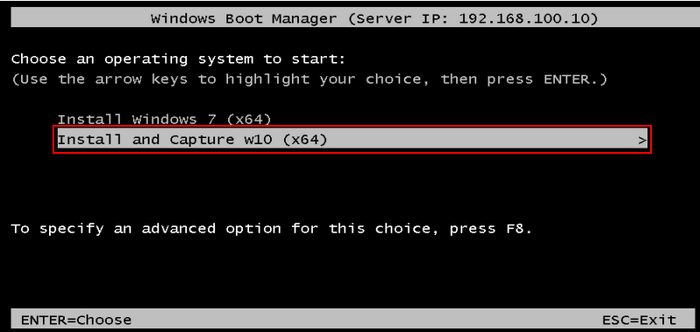 Windows Boot Manager (Server IP: 192.168.100.10)
Choose an operating system to start:
(Use the arrow keys to highlight your choice, then press ENTER.)
Install Windows 7 (x64)
Install and Capture w10 (x64) >
To specify an advanced option for this choice, press F8.
ENTER=Choose ESC=Exit